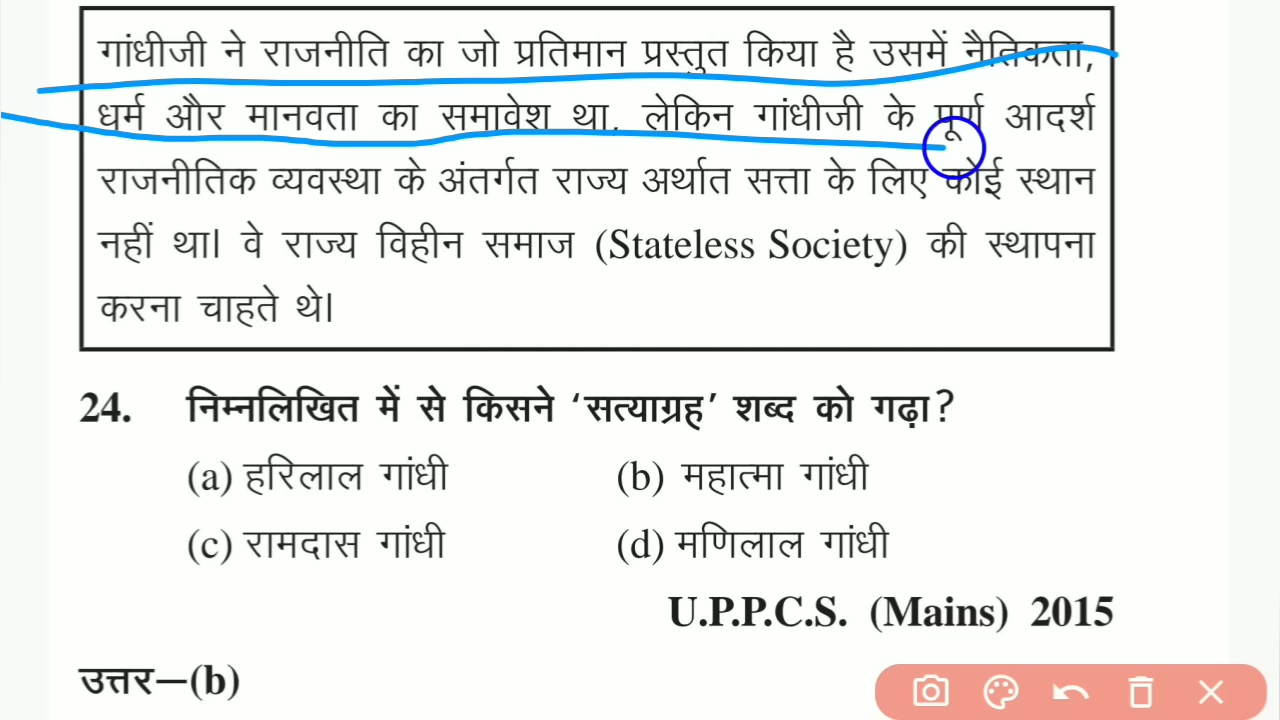 गांधीजी ने राजनीति का जो प्रतिमान प्रस्तुत किया है उसमें नैतिकता,
धर्म और मानवता का समावेश था, लेकिन गांधीजी के पूर्ण आदर्श
राजनीतिक व्यवस्था के अंतर्गत राज्य अर्थात सत्ता के लिए कोई स्थान
नहीं था। वे राज्य विहीन समाज (Stateless Society) की स्थापना
करना चाहते थे।
24. निम्नलिखित में से किसने ‘सत्याग्रह’ शब्द को गढ़ा?
(a) हरिलाल गांधी (b) महात्मा गांधी
(c) रामदास गांधी (d) मणिलाल गांधी
U.P.P.C.S. (Mains) 2015
उत्तर—(b)